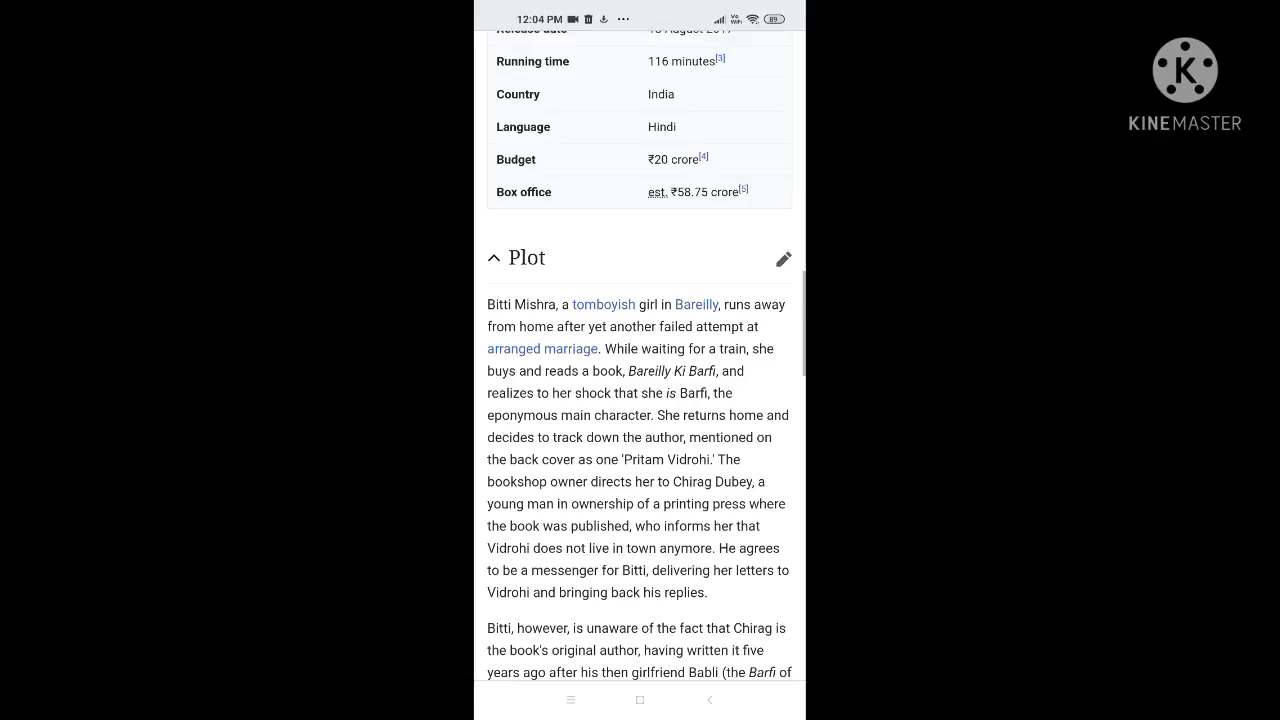 12:04 PM ...
Vo
WiFi
89
Release date 18 August 2017
Running time 116 minutes[3]
Country India
Language Hindi
Budget ₹20 crore[4]
Box office est. ₹58.75 crore[5]
K
KINEMASTER
Plot
Bitti Mishra, a tomboyish girl in Bareilly, runs away
from home after yet another failed attempt at
arranged marriage. While waiting for a train, she
buys and reads a book, Bareilly Ki Barfi, and
realizes to her shock that she is Barfi, the
eponymous main character. She returns home and
decides to track down the author, mentioned on
the back cover as one 'Pritam Vidrohi.' The
bookshop owner directs her to Chirag Dubey, a
young man in ownership of a printing press where
the book was published, who informs her that
Vidrohi does not live in town anymore. He agrees
to be a messenger for Bitti, delivering her letters to
Vidrohi and bringing back his replies.
Bitti, however, is unaware of the fact that Chirag is
the book's original author, having written it five
years ago after his then girlfriend Babli (the Barfi of